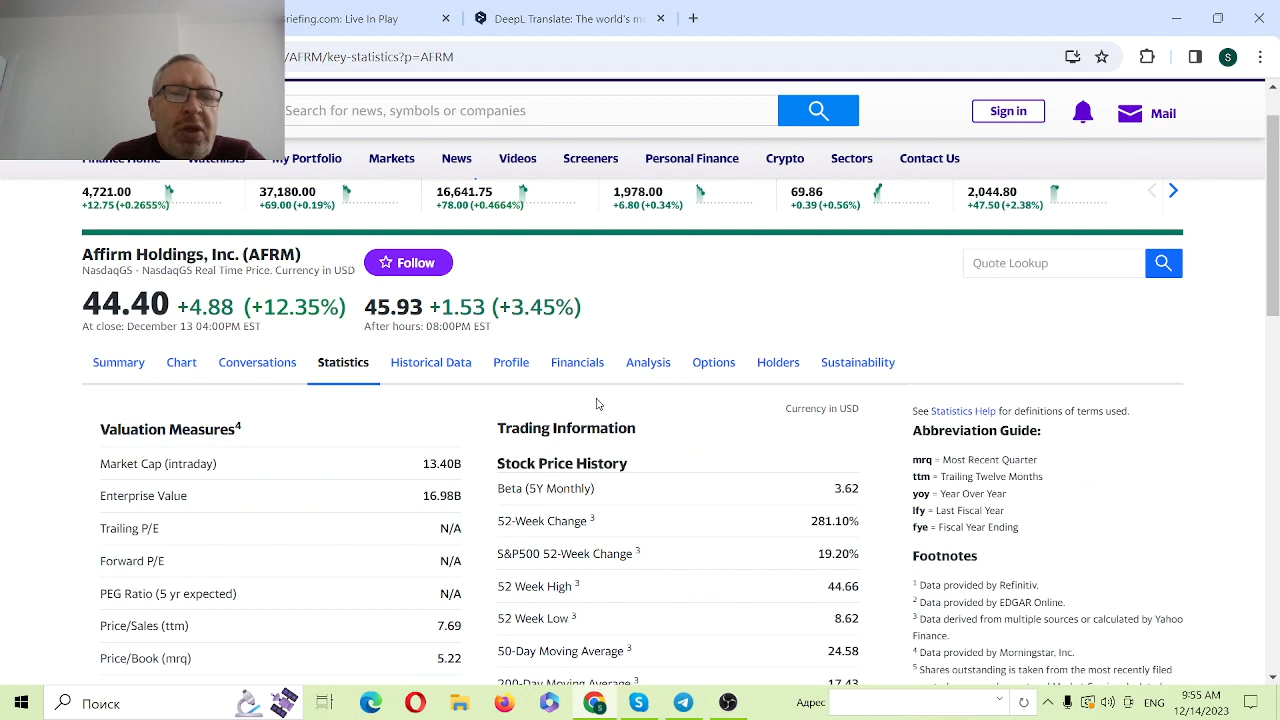 Briefing.com: Live in Play
DeepL Translate: The world's mo
/AFRM/key-statistics?p=AFRM
S
Search for news, symbols or companies
Sign in
Mail
Finance Home Watchlists My Portfolio Markets News Videos Screeners Personal Finance Crypto Sectors Contact Us
4,721.00 37,180.00 16,641.75 1,978.00 69.86 2,044.80
+12.75 (+0.2655%) +69.00 (+0.19%) +78.00 (+0.4664%) +6.80 (+0.34%) +0.39 (+0.56%) +47.50 (+2.38%)
Affirm Holdings, Inc. (AFRM)
NasdaqGS - NasdaqGS Real Time Price. Currency in USD
Follow
Quote Lookup
44.40 +4.88 (+12.35%) 45.93 +1.53 (+3.45%)
At close: December 13 04:00PM EST After hours: 08:00PM EST
Summary Chart Conversations Statistics Historical Data Profile Financials Analysis Options Holders Sustainability
Currency in USD
Valuation Measures4
Market Cap (intraday) 13.40B
Enterprise Value 16.98B
Trailing P/E N/A
Forward P/E N/A
PEG Ratio (5 yr expected) N/A
Price/Sales (ttm) 7.69
Price/Book (mrq) 5.22
Trading Information
Stock Price History
Beta (5Y Monthly) 3.62
52-Week Change 3 281.10%
S&P500 52-Week Change 3 19.20%
52 Week High 3 44.66
52 Week Low 3 8.62
50-Day Moving Average 3 24.58
200-Day Moving Average 3 17.43
See Statistics Help for definitions of terms used.
Abbreviation Guide:
mrq = Most Recent Quarter
ttm = Trailing Twelve Months
yoy = Year Over Year
lfy = Last Fiscal Year
fye = Fiscal Year Ending
Footnotes
1 Data provided by Refinitiv.
2 Data provided by EDGAR Online.
3 Data derived from multiple sources or calculated by Yahoo
Finance.
4 Data provided by Morningstar, Inc.
5 Shares outstanding is taken from the most recently filed
Поиск
Адрес
9:55 AM
12/14/2023